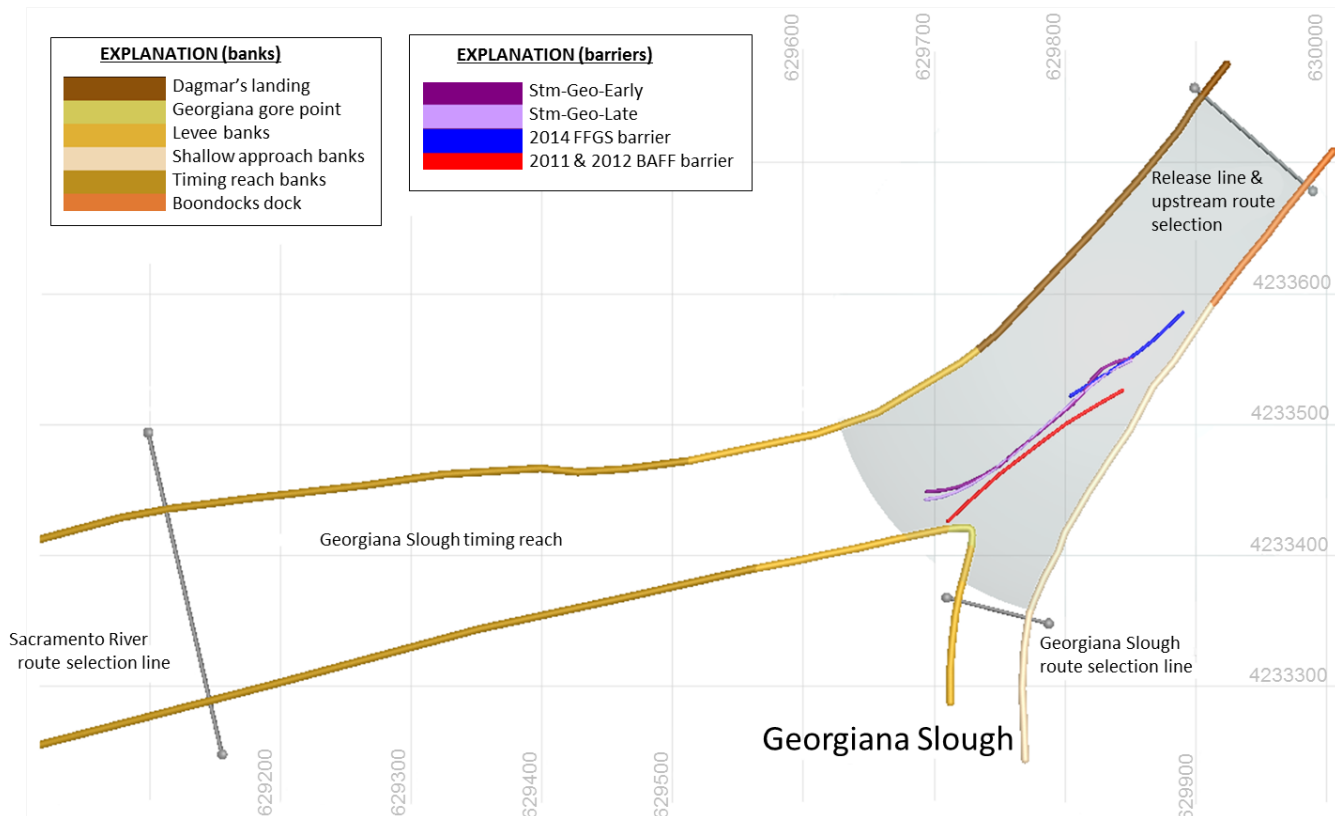 EXPLANATION (banks)
Dagmar's landing
Georgiana gore point
Levee banks
Shallow approach banks
Timing reach banks
Boondocks dock
EXPLANATION (barriers)
Stm-Geo-Early
Stm-Geo-Late
2014 FFGS barrier
2011 & 2012 BAFF barrier
629600
629700
629800
630000
Release line &
upstream route
selection
4233600
4233500
Georgiana Slough timing reach
4233400
Sacramento River
route selection line
Georgiana Slough
route selection line
4233300
Georgiana Slough
629200
629300
629400
629500
629900